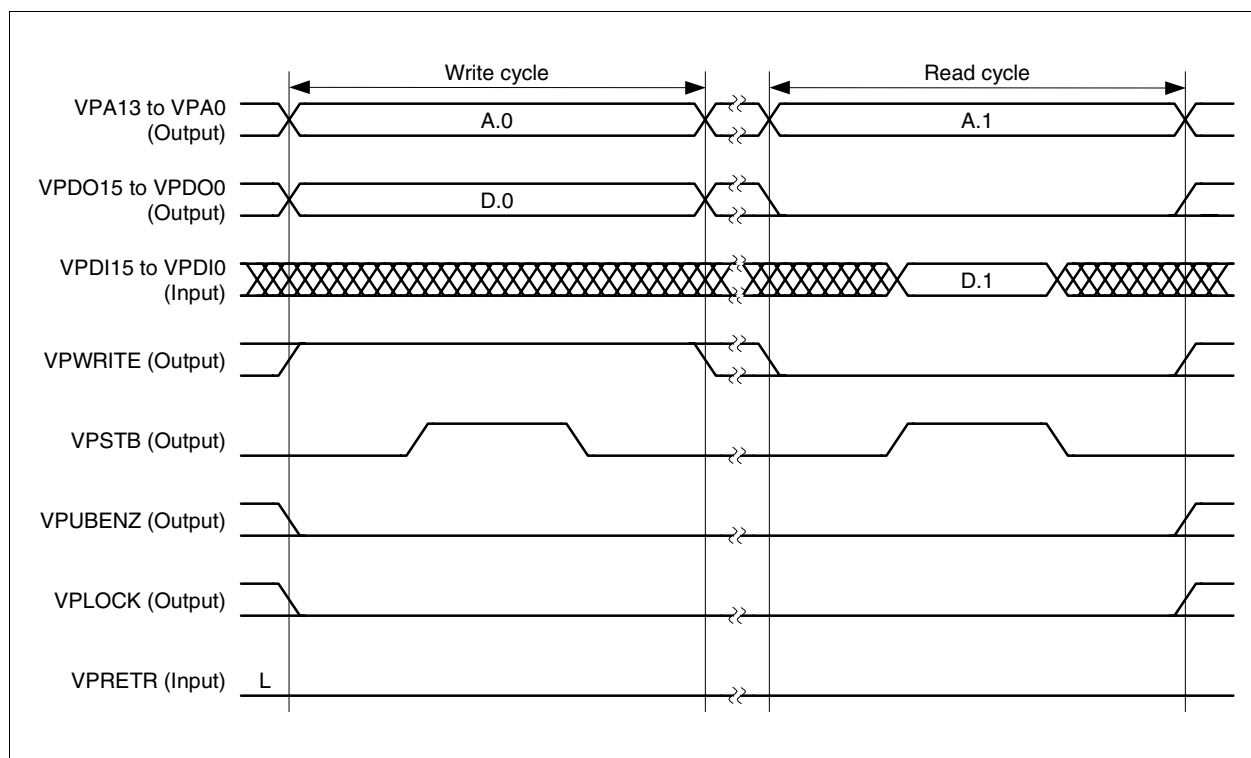 Write cycle
Read cycle
VPA13 to VPA0
(Output)
A.0
A.1
VPDO15 to VPDO0
(Output)
D.0
VPDI15 to VPDI0
(Input)
D.1
VPWRITE (Output)
VPSTB (Output)
VPUBENZ (Output)
VPLOCK (Output)
VPRETR (Input)
L